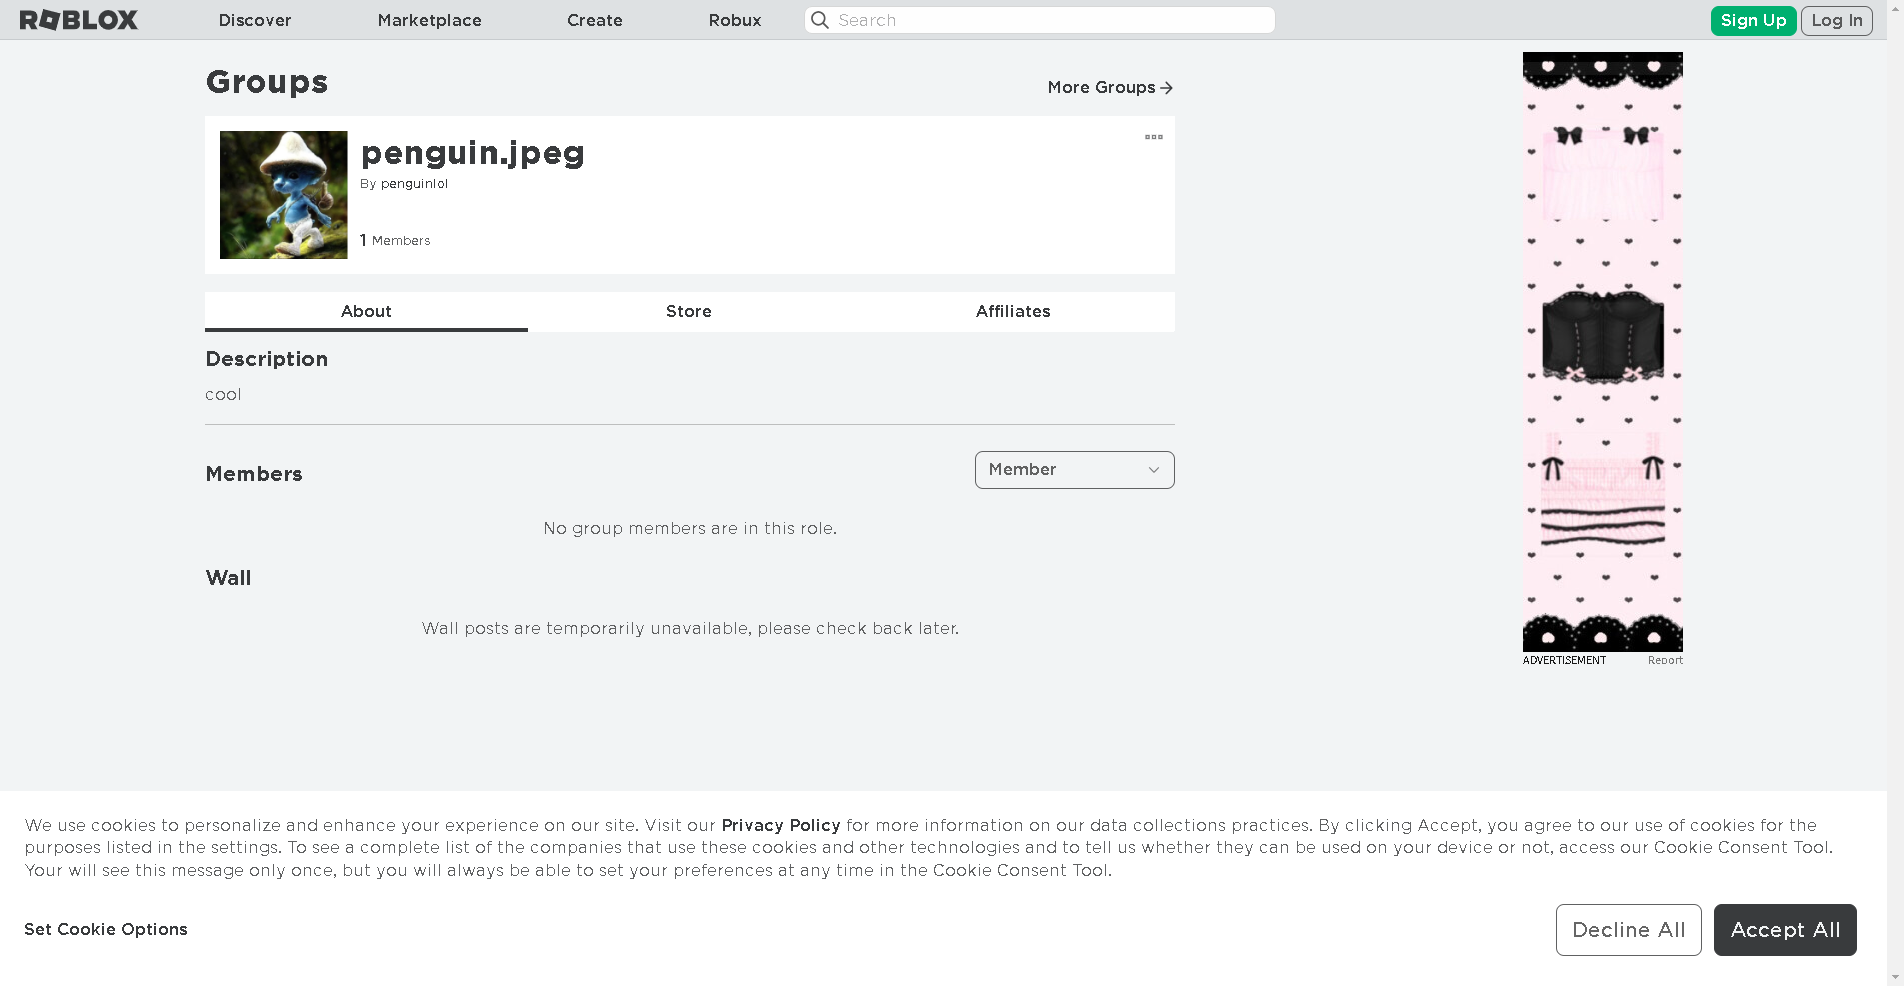 ROBLOX Discover Marketplace Create Robux Search Sign Up Log In
Groups
More Groups
penguin.jpeg
By penguinlol
1 Members
About Store Affiliates
Description
cool
Members
Member
No group members are in this role.
Wall
Wall posts are temporarily unavailable, please check back later.
ADVERTISEMENT Report
We use cookies to personalize and enhance your experience on our site. Visit our Privacy Policy for more information on our data collections practices. By clicking Accept, you agree to our use of cookies for the
purposes listed in the settings. To see a complete list of the companies that use these cookies and other technologies and to tell us whether they can be used on your device or not, access our Cookie Consent Tool.
Your will see this message only once, but you will always be able to set your preferences at any time in the Cookie Consent Tool.
Set Cookie Options
Decline All Accept All